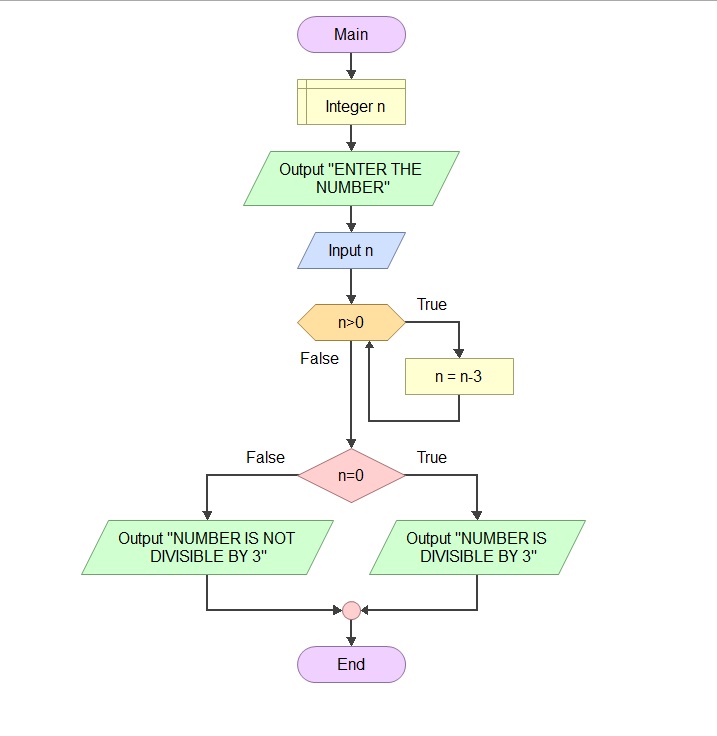 Main
Integer n
Output "ENTER THE
NUMBER"
Input n
n>0
True
False
n = n-3
False
True
n=0
Output "NUMBER IS NOT
DIVISIBLE BY 3"
Output "NUMBER IS
DIVISIBLE BY 3"
End